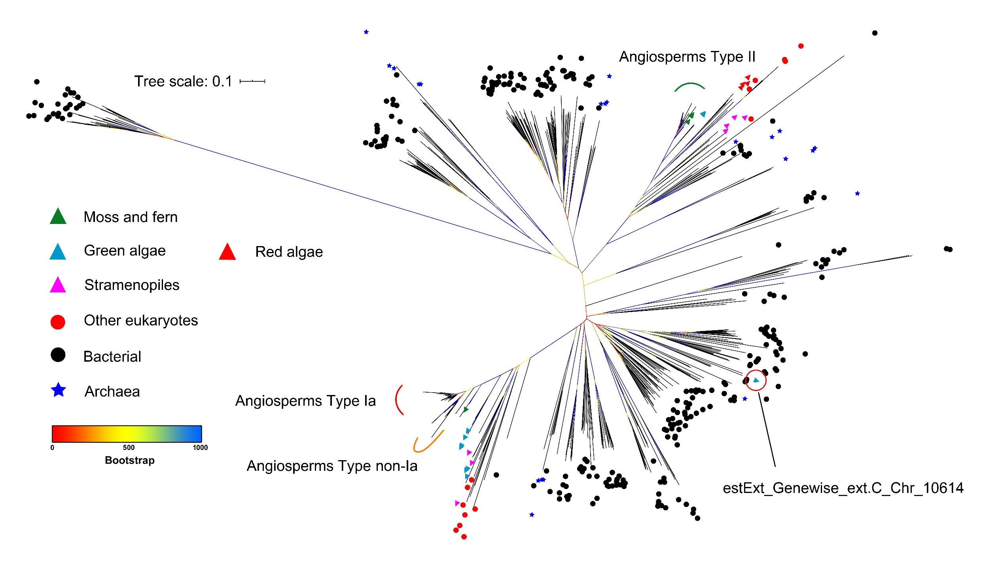 Angiosperms Type II
Tree scale: 0.1
Moss and fern
Green algae
Red algae
Stramenopiles
Other eukaryotes
Bacterial
Archaea
Angiosperms Type Ia
0 500 1000
Bootstrap
Angiosperms Type non-Ia
estExt_Genewise_ext.C_Chr_10614